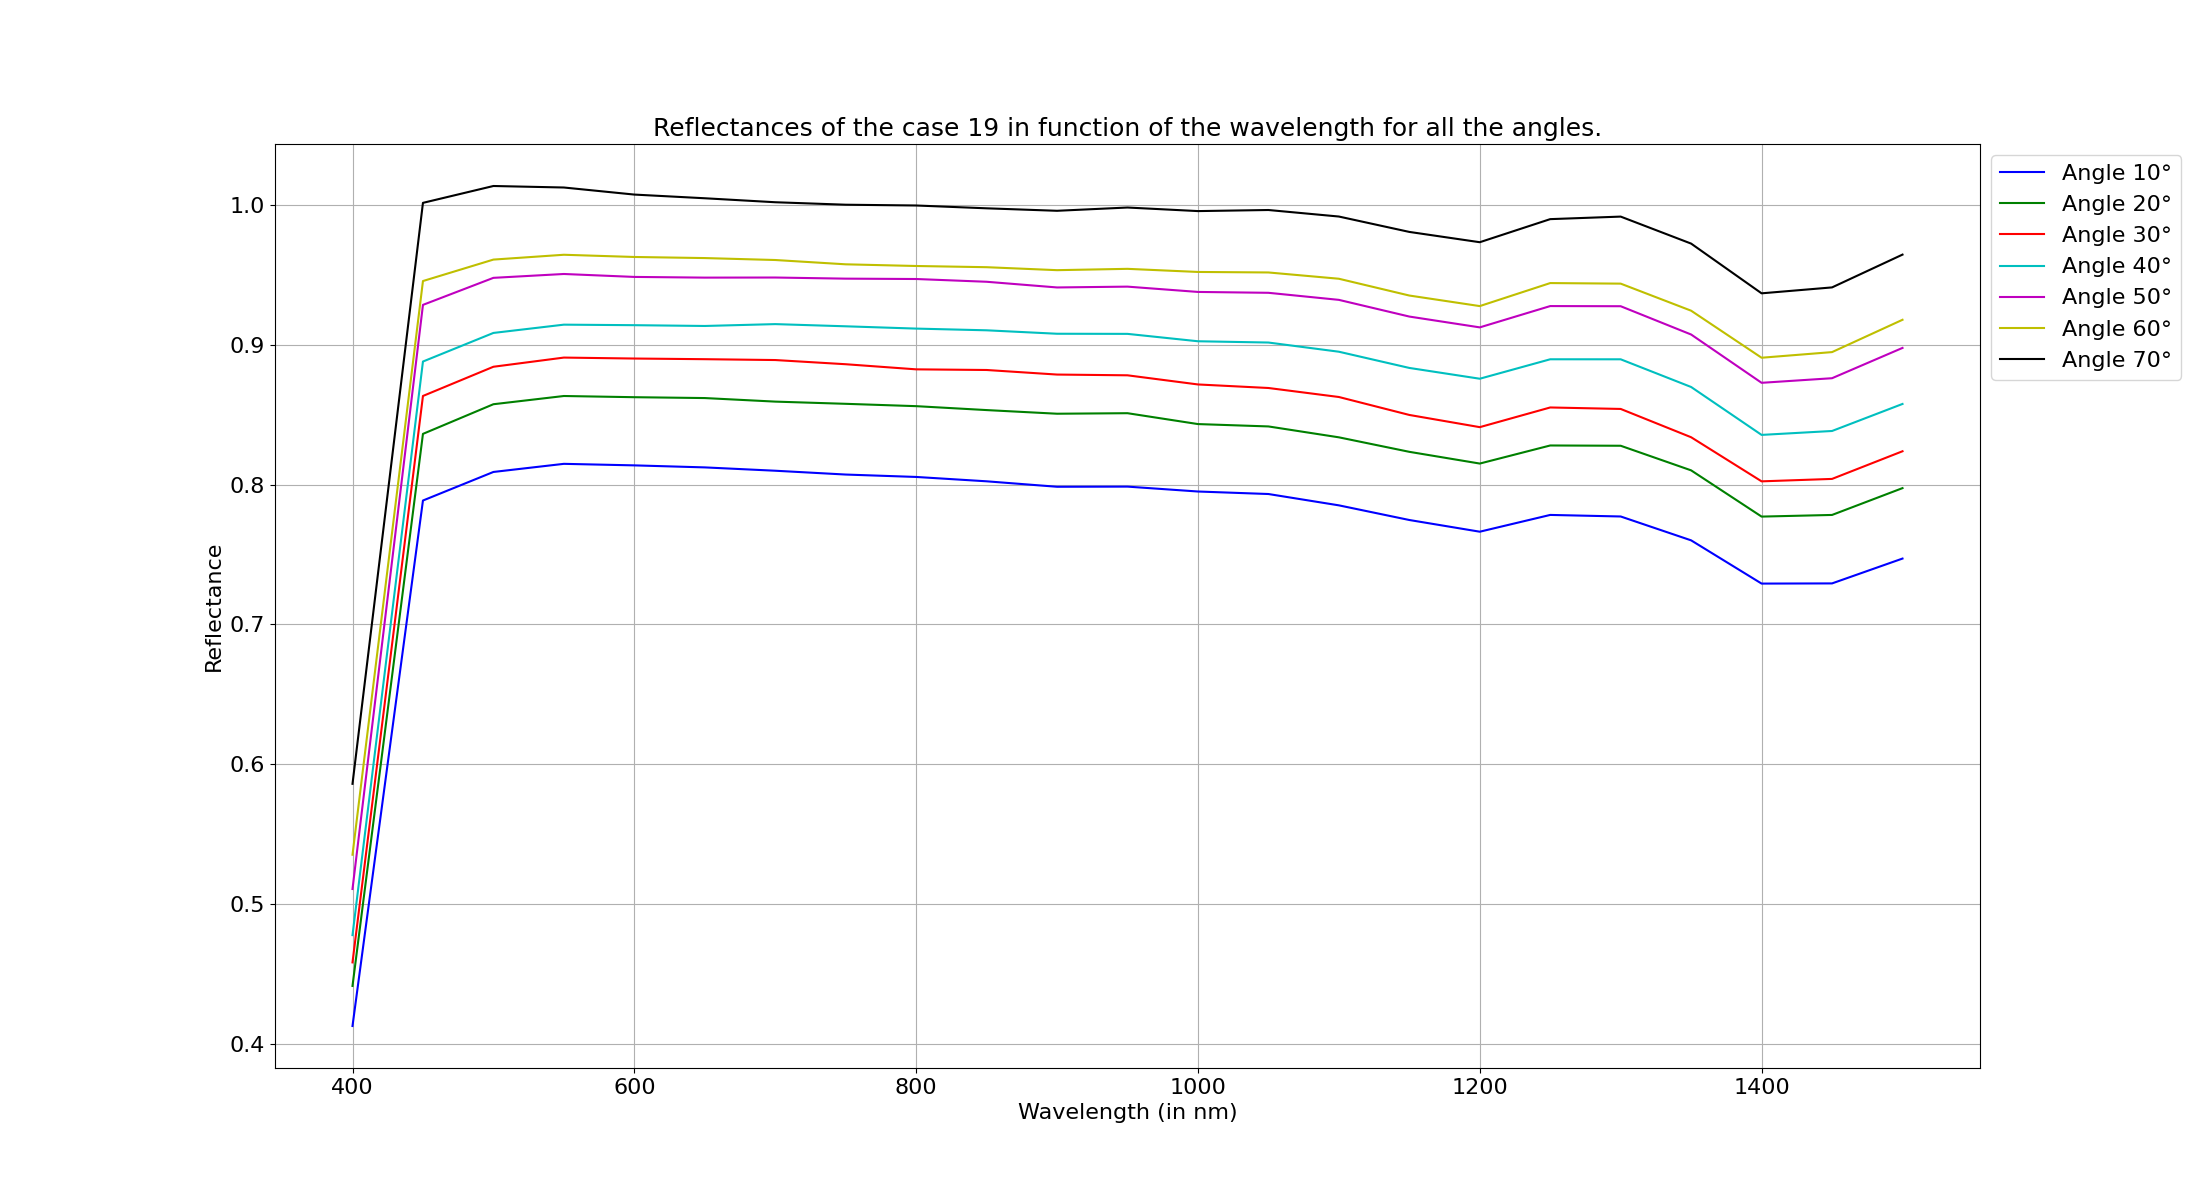 Reflectances of the case 19 in function of the wavelength for all the angles.
1.0
0.9
0.8
0.7
0.6
0.5
0.4
Reflectance
400 600 800 1000 1200 1400
Wavelength (in nm)
Angle 10°
Angle 20°
Angle 30°
Angle 40°
Angle 50°
Angle 60°
Angle 70°